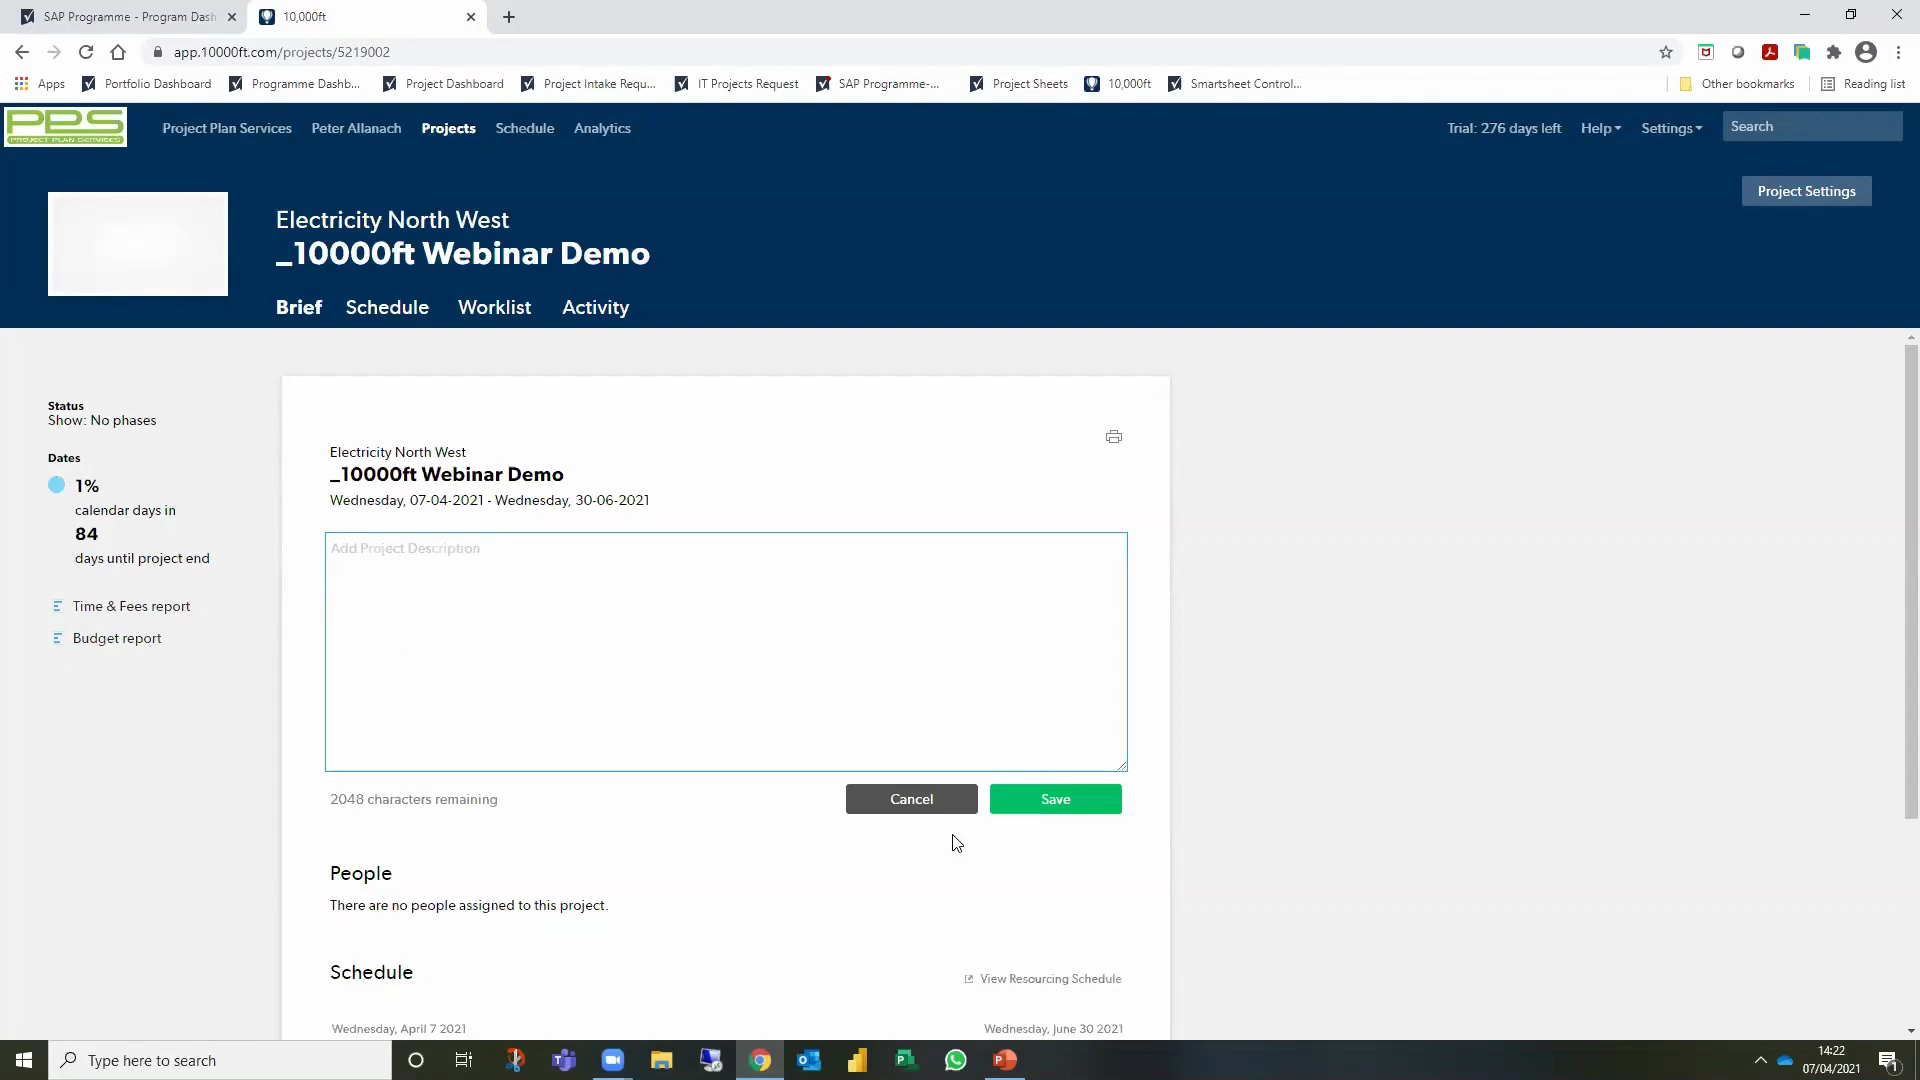 SAP Programme - Program Dash
10,000ft
app.10000ft.com/projects/5219002
Apps
Portfolio Dashboard
Programme Dashb...
Project Dashboard
Project Intake Requ...
IT Projects Request
SAP Programme-...
Project Sheets
10,000ft
Smartsheet Control...
Other bookmarks
Reading list
PPS
PROJECT PLAN SERVICES
Project Plan Services
Peter Allanach
Projects
Schedule
Analytics
Trial: 276 days left
Help
Settings
Search
Project Settings
Electricity North West
_10000ft Webinar Demo
Brief
Schedule
Worklist
Activity
Status
Show: No phases
Dates
1%
calendar days in
84
days until project end
Time & Fees report
Budget report
Electricity North West
_10000ft Webinar Demo
Wednesday, 07-04-2021 - Wednesday, 30-06-2021
Add Project Description
2048 characters remaining
Cancel
Save
People
There are no people assigned to this project.
Schedule
View Resourcing Schedule
Wednesday, April 7 2021
Wednesday, June 30 2021
Type here to search
14:22
07/04/2021
1